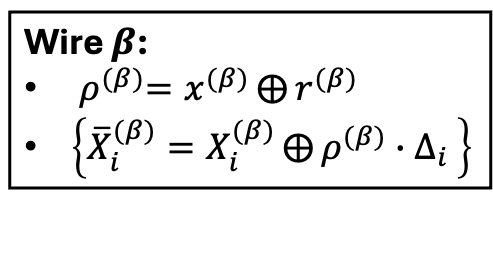 Wire β:
• ρ^(β) = x^(β) ⊕ r^(β)
• { X̄_i^(β) = X_i^(β) ⊕ ρ^(β) · Δ_i }